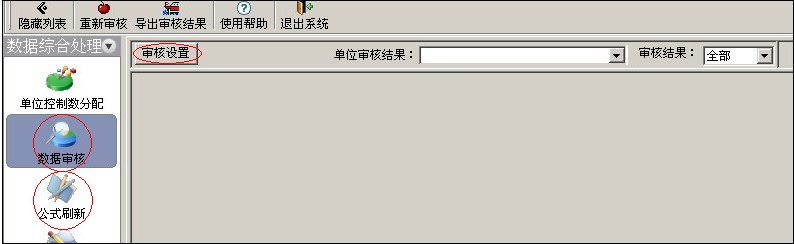 隐藏列表 重新审核 导出审核结果 使用帮助 退出系统
数据综合处理 审核设置 单位审核结果： 审核结果： 全部
单位控制数分配
数据审核
公式刷新